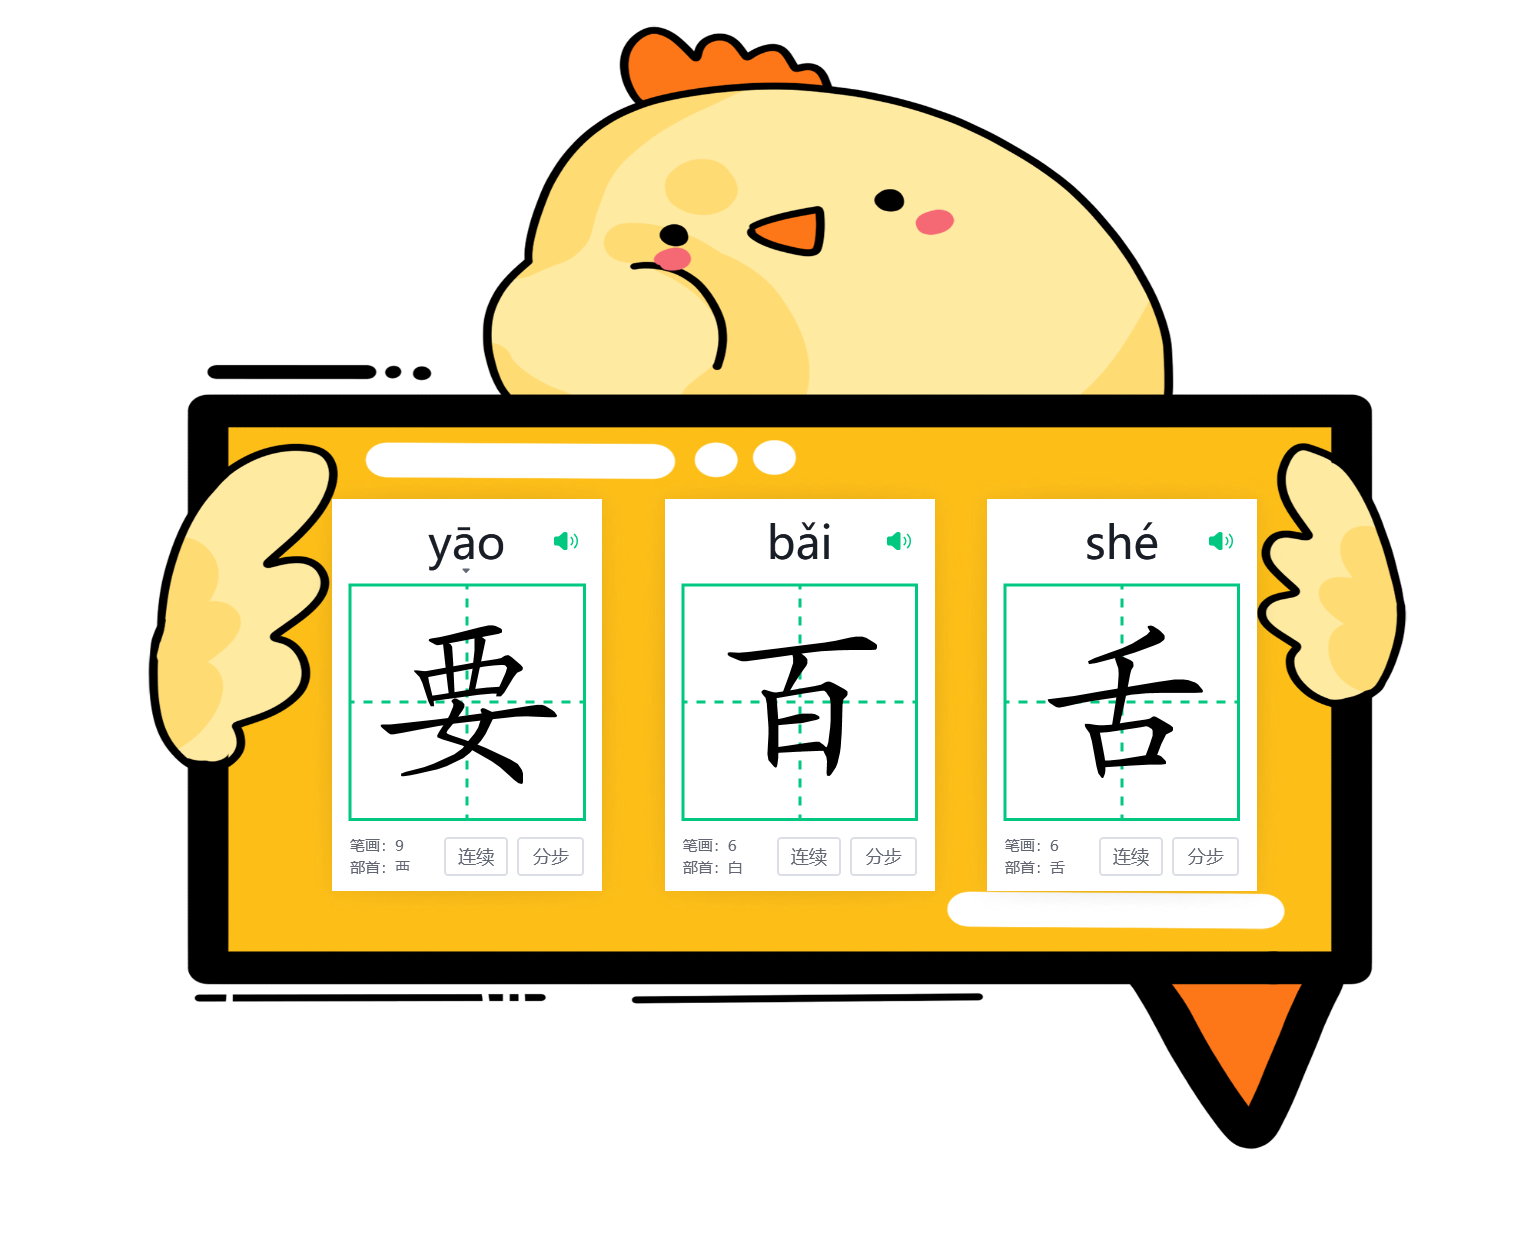 yāo
要
笔画：9
部首：覀
连续 分步
bǎi
百
笔画：6
部首：白
连续 分步
shé
舌
笔画：6
部首：舌
连续 分步